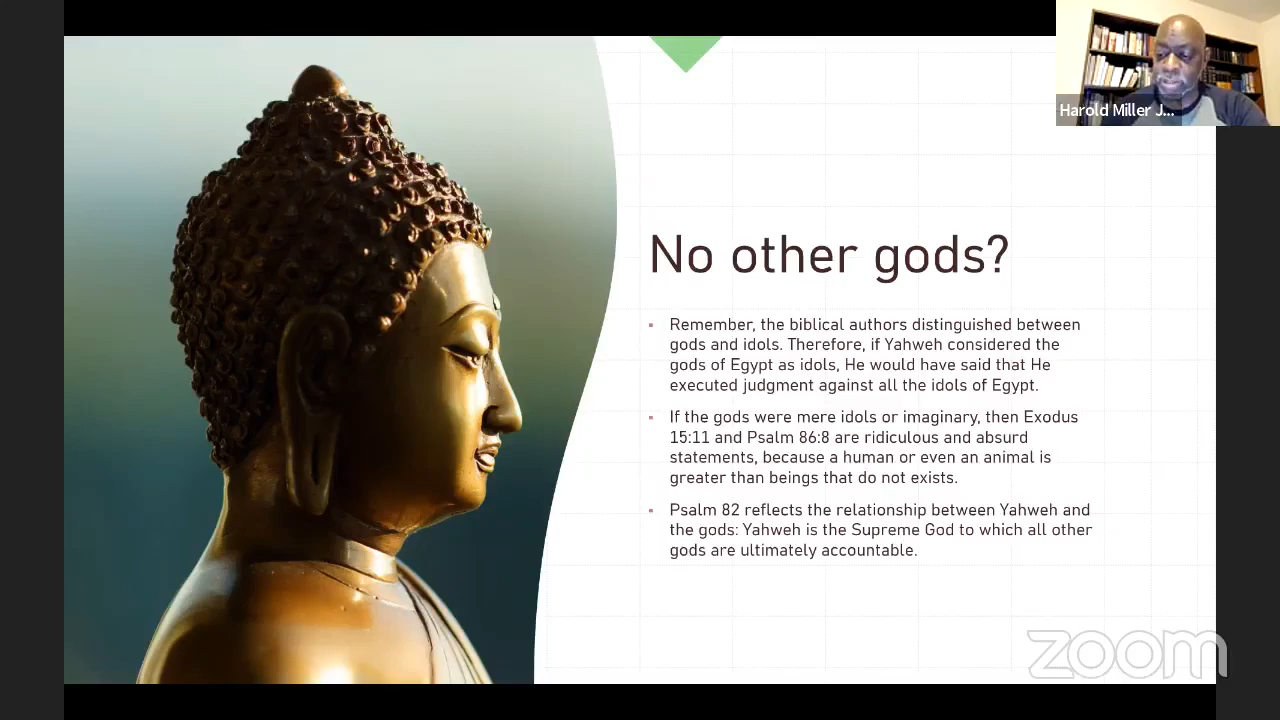 Harold Miller J...
No other gods?
Remember, the biblical authors distinguished between
gods and idols. Therefore, if Yahweh considered the
gods of Egypt as idols, He would have said that He
executed judgment against all the idols of Egypt.
If the gods were mere idols or imaginary, then Exodus
15:11 and Psalm 86:8 are ridiculous and absurd
statements, because a human or even an animal is
greater than beings that do not exists.
Psalm 82 reflects the relationship between Yahweh and
the gods: Yahweh is the Supreme God to which all other
gods are ultimately accountable.
zoom